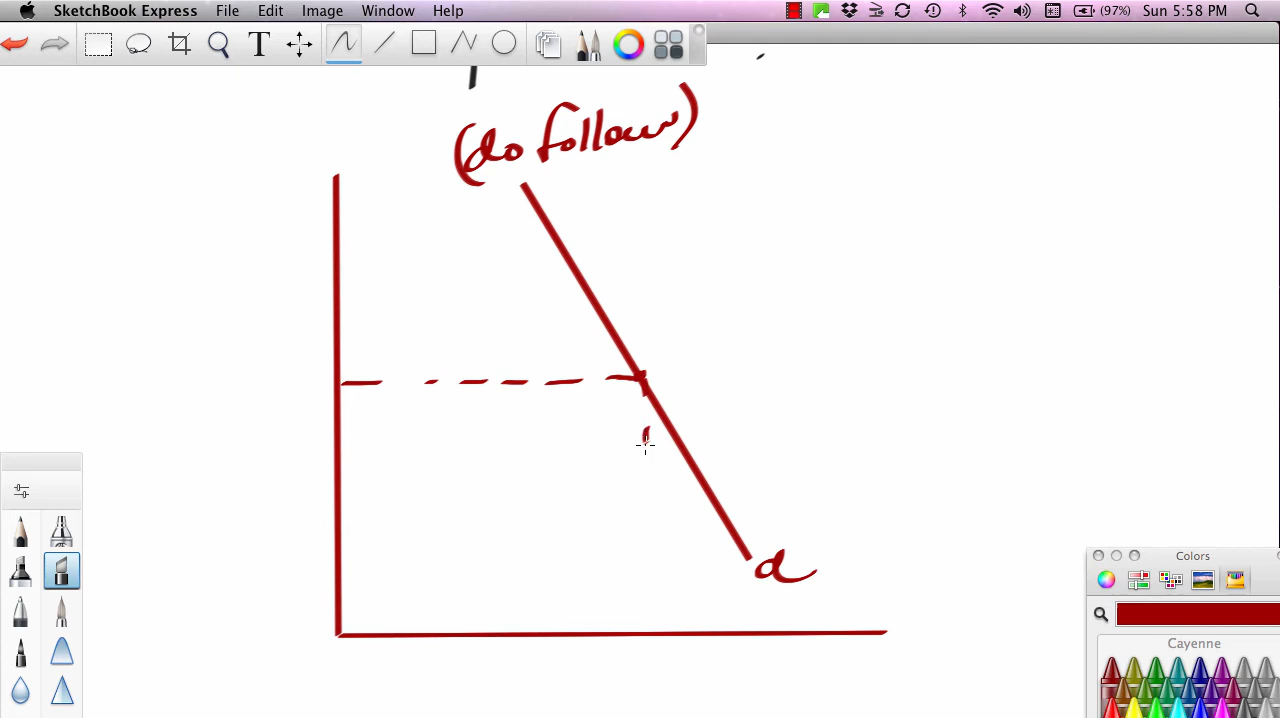 SketchBook Express File Edit Image Window Help (97%) Sun 5:58 PM
T
(do follow)
d
Colors
Cayenne